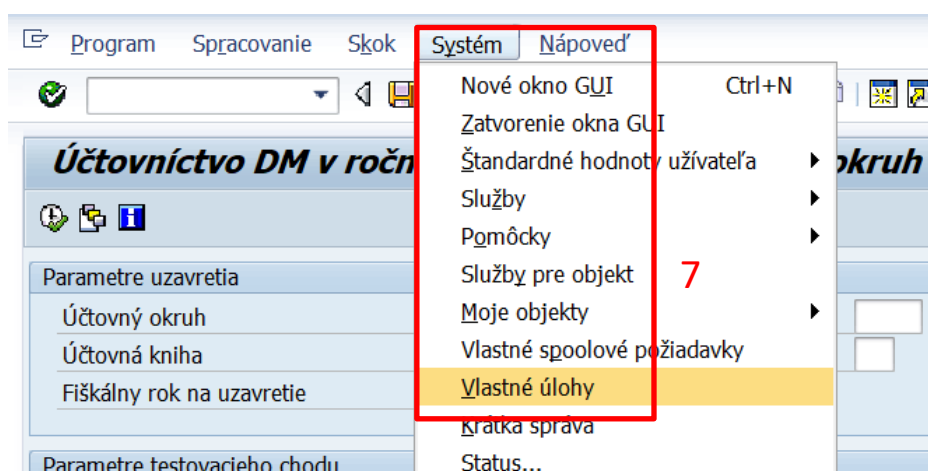 Program Spracovanie Skok Systém Nápoveď
Nové okno GUI Ctrl+N
Zatvorenie okna GUI
Účtovníctvo DM v ročn okruh
Štandardné hodnoty užívateľa
Služby
Pomôcky
Parametre uzavretia
Služby pre objekt 7
Účtovný okruh
Moje objekty
Účtovná kniha
Vlastné spoolové požiadavky
Fiškálny rok na uzavretie
Vlastné úlohy
Krátka správa
Parametre testovacieho chodu
Status...